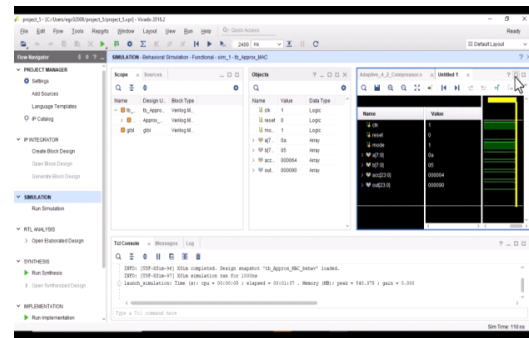 project_5 - [C:/Users/ego02000/project_5/project_5.xpr] - Vivado 2018.2
File Edit Flow Tools Reports Window Layout View Run Help Quick Access
Ready
2400 ns
Default Layout
Flow Navigator
SIMULATION - Behavioral Simulation - Functional - sim_1 - tb_Approx_MAC
PROJECT MANAGER
Settings
Add Sources
Language Templates
IP Catalog
IP INTEGRATOR
Create Block Design
Open Block Design
Generate Block Design
SIMULATION
Run Simulation
RTL ANALYSIS
Open Elaborated Design
SYNTHESIS
Run Synthesis
Open Synthesized Design
IMPLEMENTATION
Run Implementation
Scope Sources
Name Design U... Block Type
tb_... tb_Appro... Verilog M...
Approx_... Verilog M...
glbl glbl Verilog M...
Objects
Name Value Data Type
clk 1 Logic
reset 0 Logic
mo... 1 Logic
a[7... 0a Array
b[7... 05 Array
acc... 000064 Array
out... 000000 Array
Adaptive_4_2_Compressor.v Untitled 1
Name Value
clk 1
reset 0
mode 1
a[7:0] 0a
b[7:0] 05
acc[23:0] 000064
out[23:0] 000000
Tcl Console Messages Log
INFO: [USF-XSim-96] XSim completed. Design snapshot 'tb_Approx_MAC_behav' loaded.
INFO: [USF-XSim-97] XSim simulation ran for 1000ns
launch_simulation: Time (s): cpu = 00:00:05 ; elapsed = 00:01:07 . Memory (MB): peak = 840.375 ; gain = 0.000
Type a Tcl command here
Sim Time: 110 ns